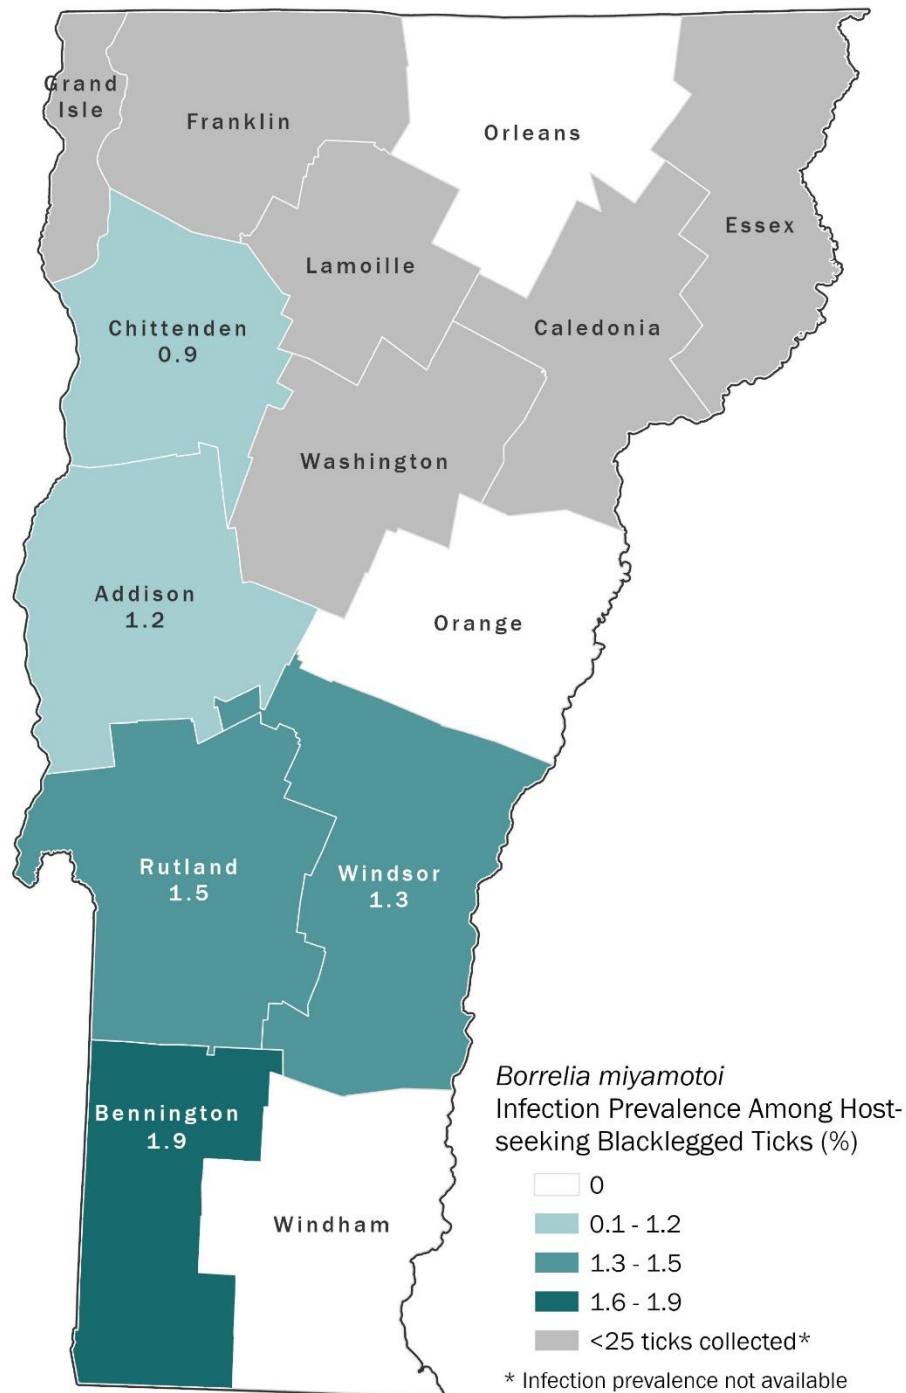 Grand
Isle
Franklin
Orleans
Essex
Lamoille
Chittenden
0.9
Caledonia
Washington
Addison
1.2
Orange
Rutland
1.5
Windsor
1.3
Bennington
1.9
Windham
Borrelia miyamotoi
Infection Prevalence Among Host-
seeking Blacklegged Ticks (%)
0
0.1 - 1.2
1.3 - 1.5
1.6 - 1.9
<25 ticks collected*
* Infection prevalence not available